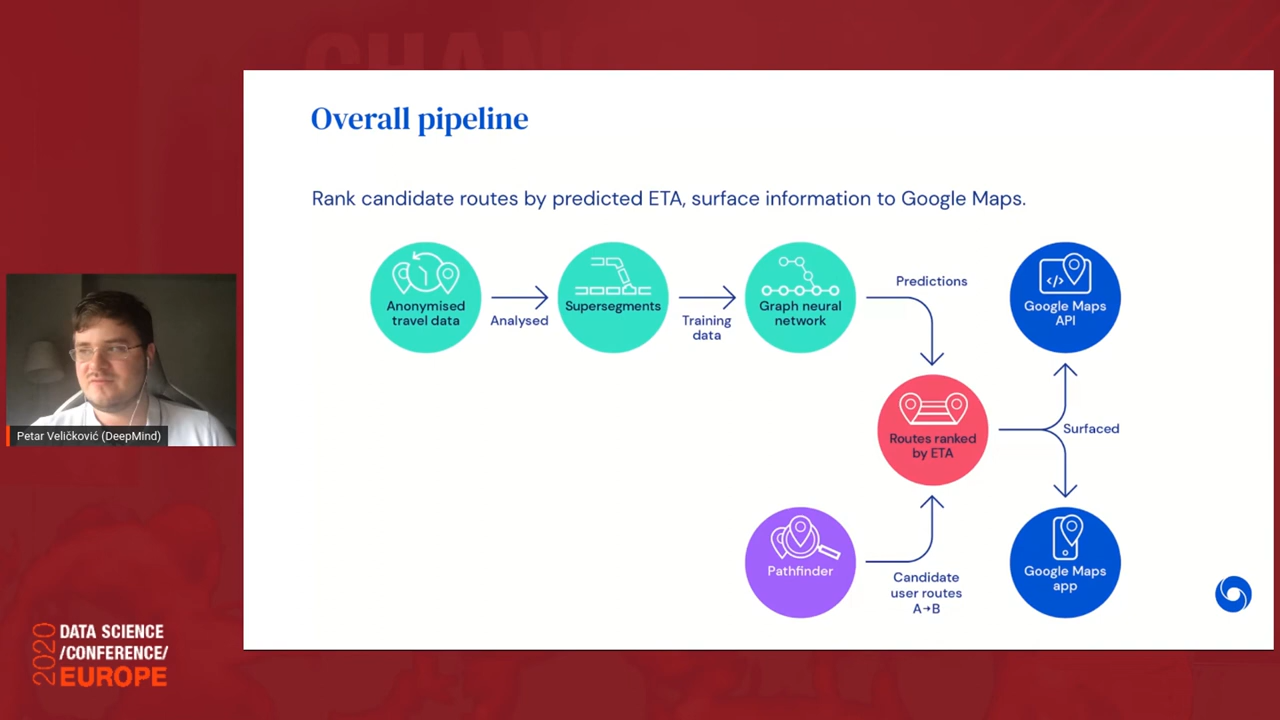 CHAN
Overall pipeline
Rank candidate routes by predicted ETA, surface information to Google Maps.
Anonymised
travel data
Analysed
Supersegments
Training
data
Graph neural
network
Predictions
Google Maps
API
Routes ranked
by ETA
Surfaced
Pathfinder
Candidate
user routes
A→B
Google Maps
app
Petar Veličković (DeepMind)
2020
DATA SCIENCE
/CONFERENCE/
EUROPE